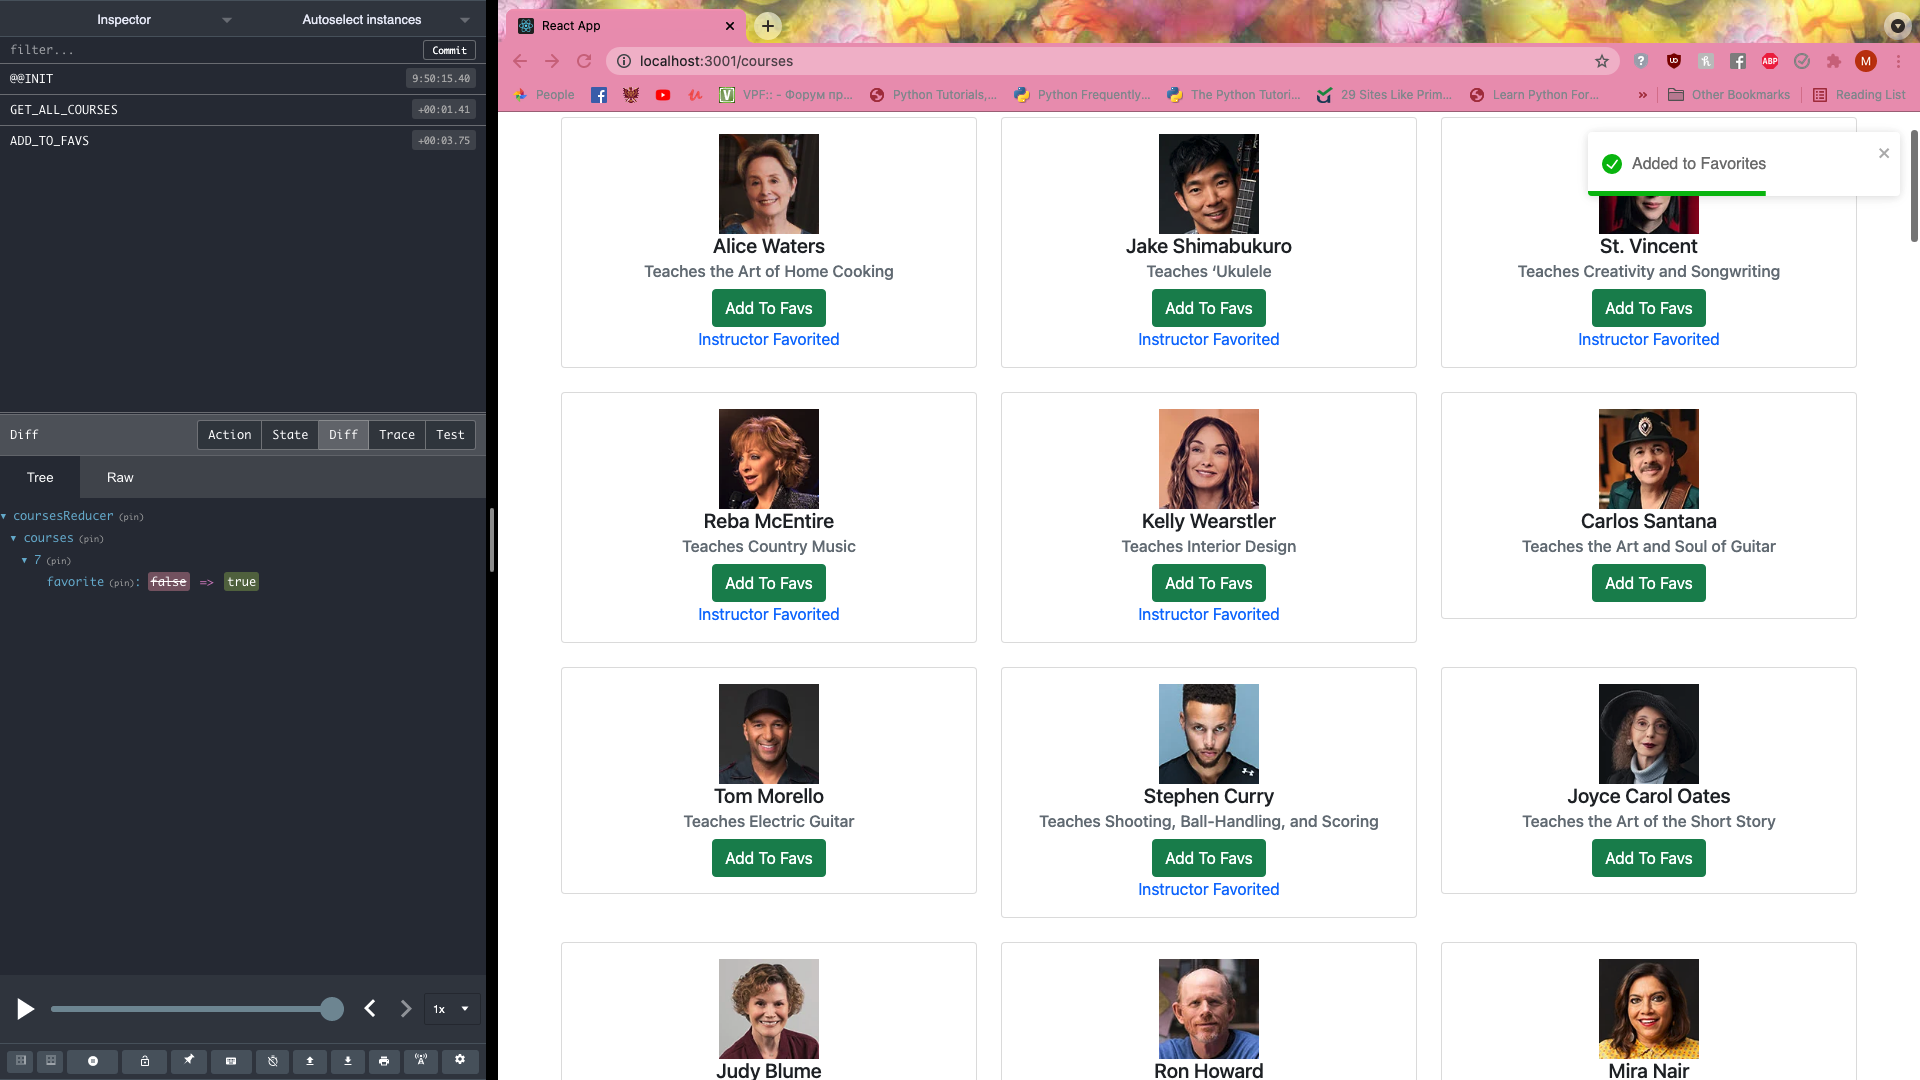 Inspector
Autoselect instances
filter...
Commit
@@INIT
9:50:15.40
GET_ALL_COURSES
+00:01.41
ADD_TO_FAVS
+00:03.75
Diff
Action
State
Diff
Trace
Test
Tree
Raw
coursesReducer (pin)
courses (pin)
7 (pin)
favorite (pin): false => true
1x
React App
localhost:3001/courses
M
ABP
People
VPF:: - Форум пр...
Python Tutorials,...
Python Frequently...
The Python Tutori...
29 Sites Like Prim...
Learn Python For...
»
Other Bookmarks
Reading List
Added to Favorites
Alice Waters
Teaches the Art of Home Cooking
Add To Favs
Instructor Favorited
Jake Shimabukuro
Teaches ‘Ukulele
Add To Favs
Instructor Favorited
St. Vincent
Teaches Creativity and Songwriting
Add To Favs
Instructor Favorited
Reba McEntire
Teaches Country Music
Add To Favs
Instructor Favorited
Kelly Wearstler
Teaches Interior Design
Add To Favs
Instructor Favorited
Carlos Santana
Teaches the Art and Soul of Guitar
Add To Favs
Tom Morello
Teaches Electric Guitar
Add To Favs
Stephen Curry
Teaches Shooting, Ball-Handling, and Scoring
Add To Favs
Instructor Favorited
Joyce Carol Oates
Teaches the Art of the Short Story
Add To Favs
Judy Blume
Ron Howard
Mira Nair